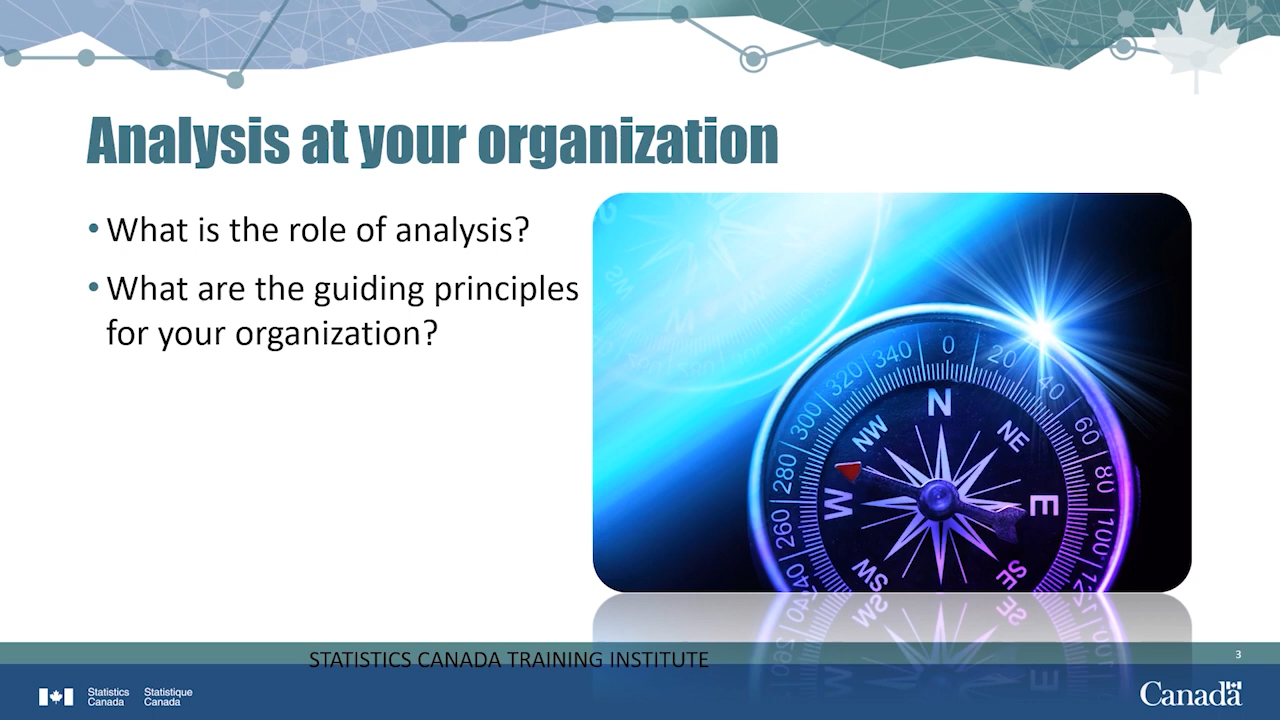 Analysis at your organization
• What is the role of analysis?
• What are the guiding principles
for your organization?
280 300 320 340 0 20 40 60 80 100
260
N
NW NE
W E
SW SE
STATISTICS CANADA TRAINING INSTITUTE
3
Statistics Statistique
Canada Canada
Canada